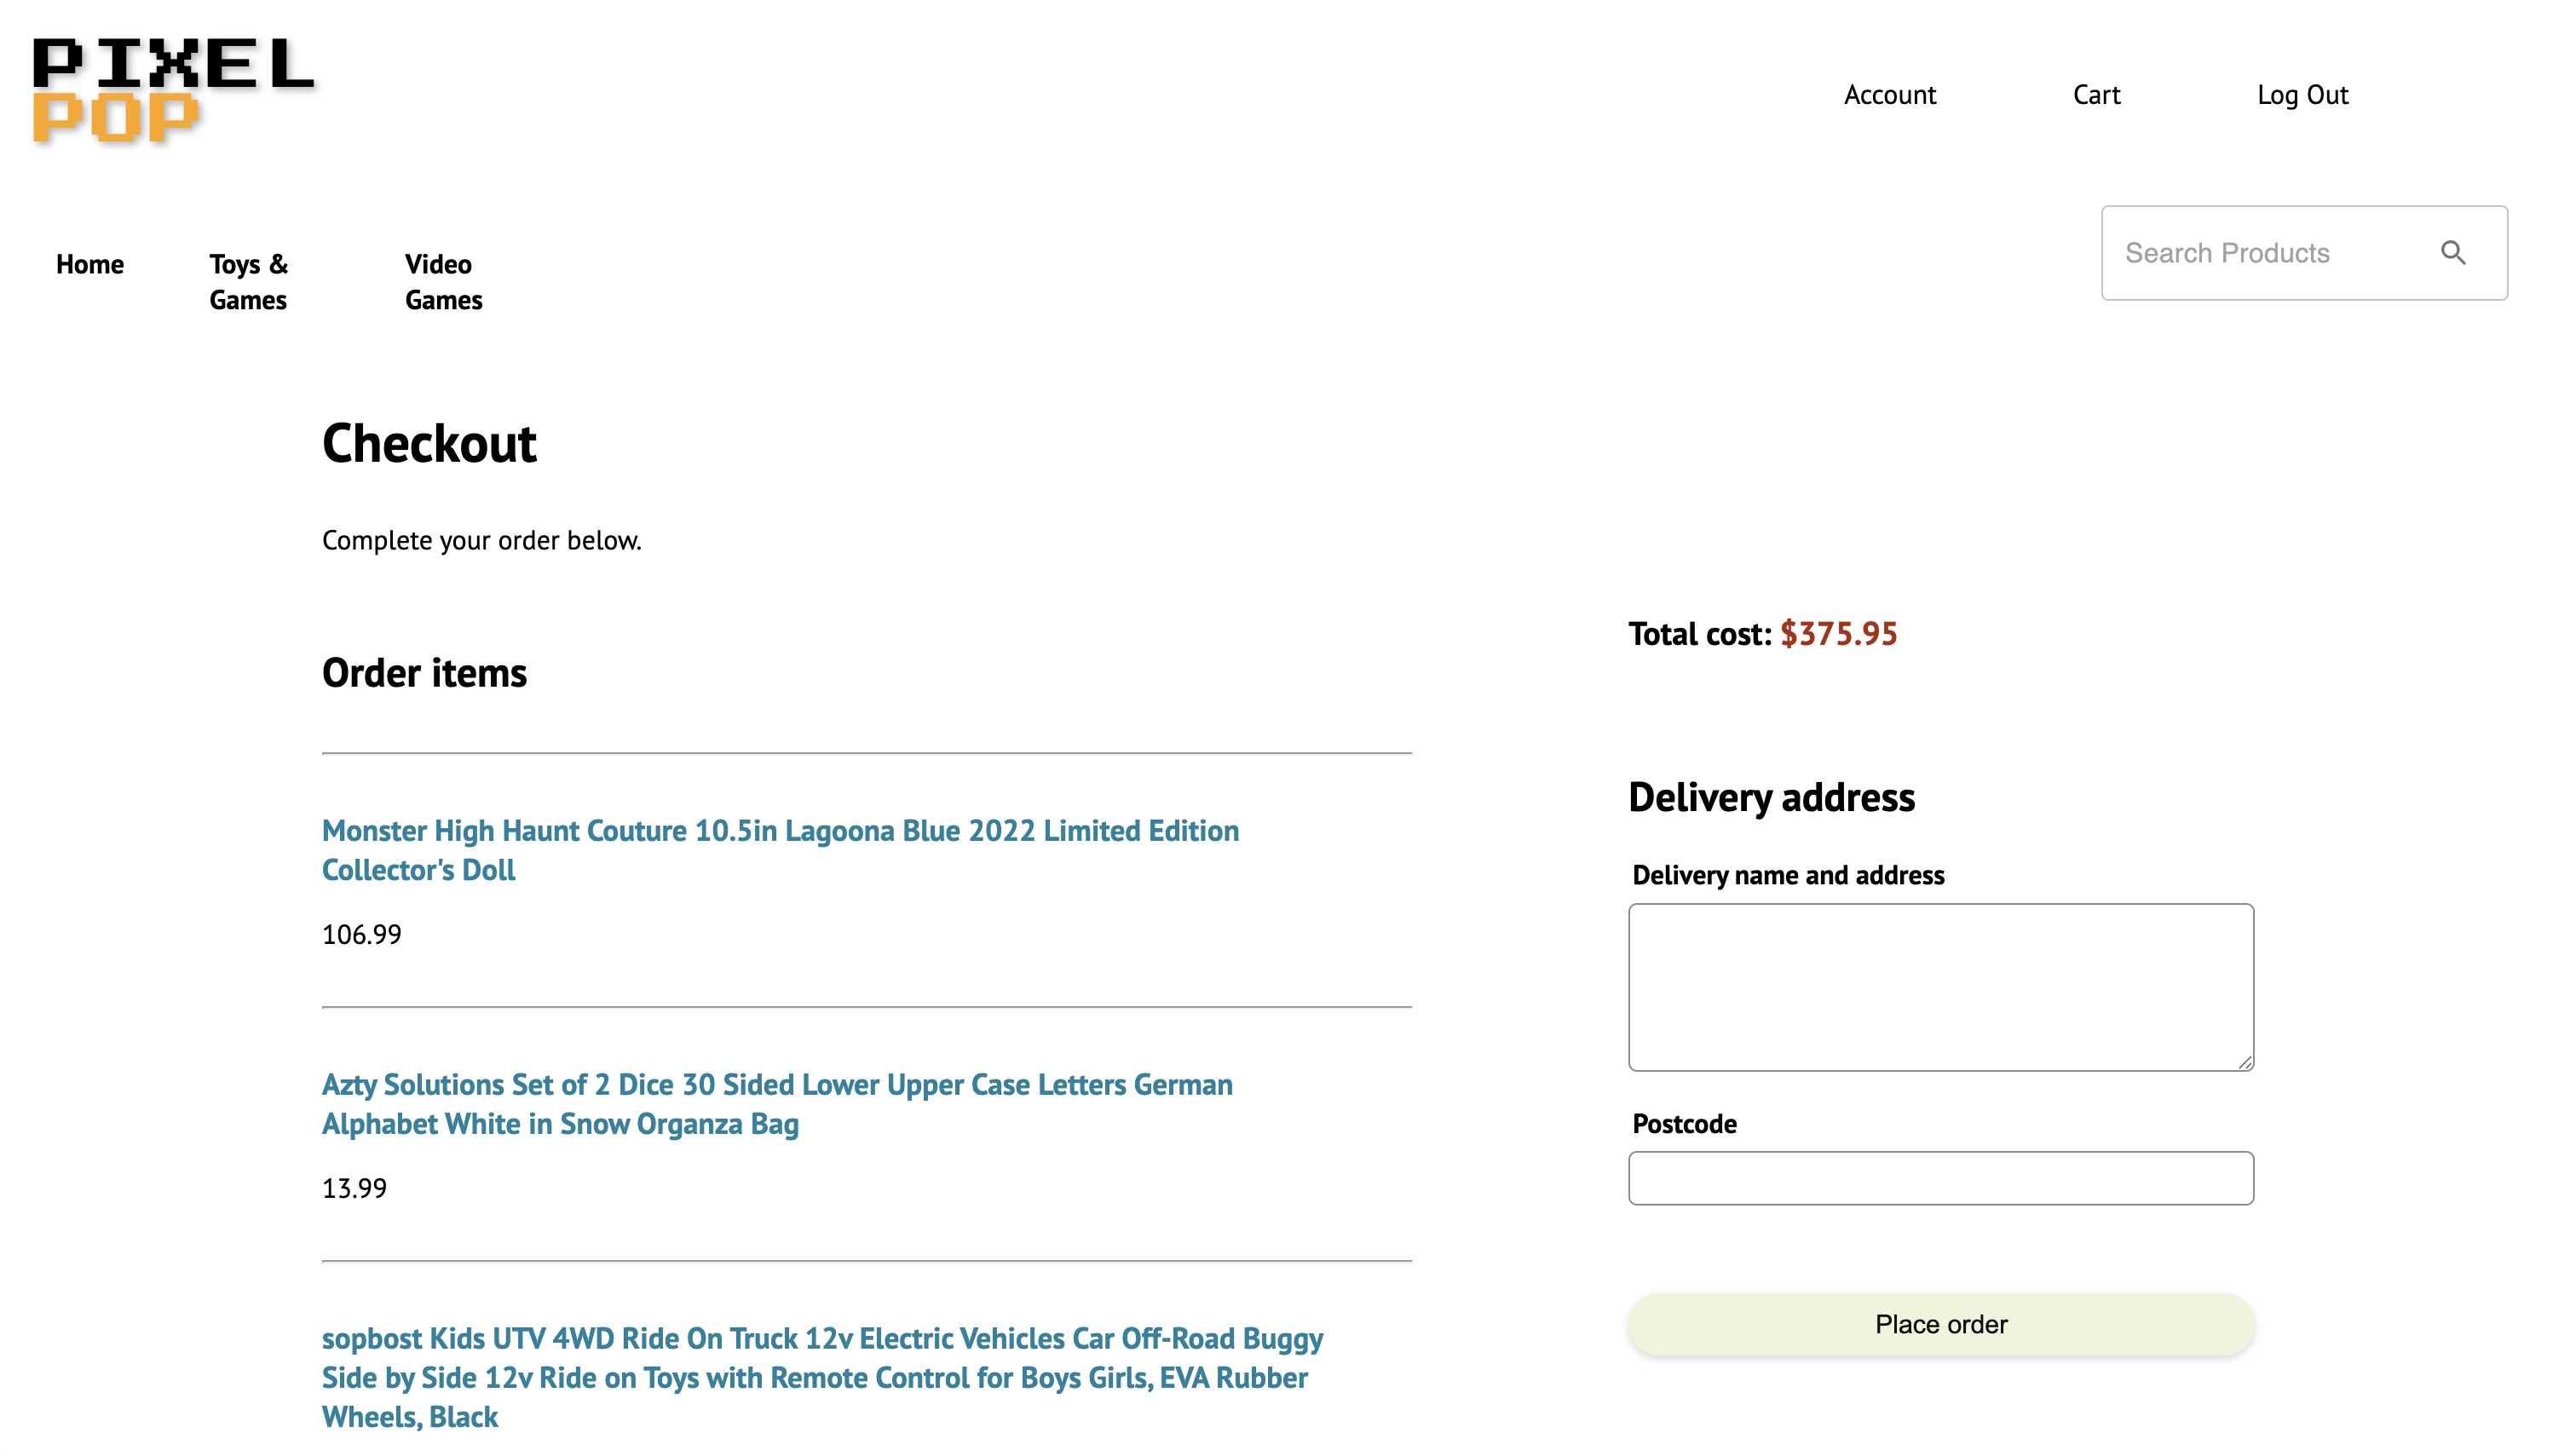 PIXEL
POP
Account
Cart
Log Out
Home
Toys &
Games
Video
Games
Search Products
Checkout
Complete your order below.
Order items
Monster High Haunt Couture 10.5in Lagoona Blue 2022 Limited Edition
Collector's Doll
106.99
Azty Solutions Set of 2 Dice 30 Sided Lower Upper Case Letters German
Alphabet White in Snow Organza Bag
13.99
sopbost Kids UTV 4WD Ride On Truck 12v Electric Vehicles Car Off-Road Buggy
Side by Side 12v Ride on Toys with Remote Control for Boys Girls, EVA Rubber
Wheels, Black
Total cost: $375.95
Delivery address
Delivery name and address
Postcode
Place order